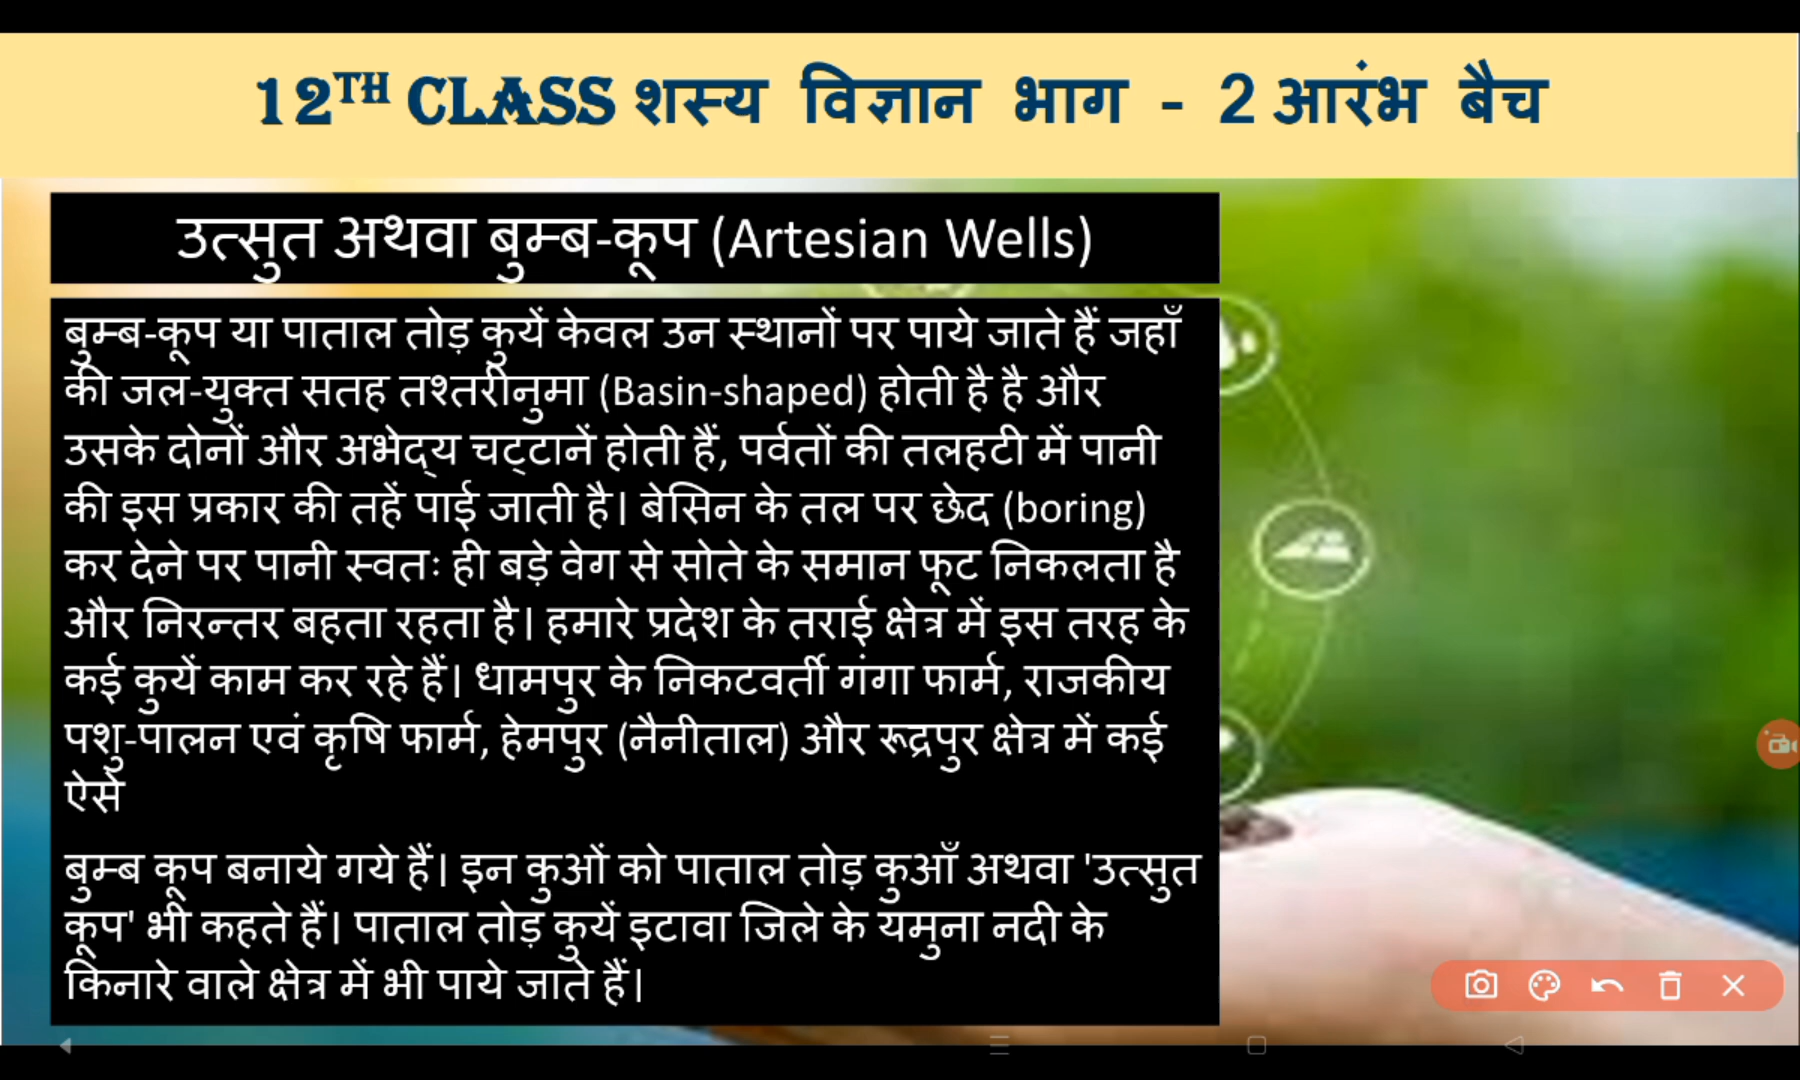 12TH CLASS शस्य विज्ञान भाग - 2 आरंभ बैच
उत्सुत अथवा बुम्ब-कूप (Artesian Wells)
बुम्ब-कूप या पाताल तोड़ कुयें केवल उन स्थानों पर पाये जाते हैं जहाँ
की जल-युक्त सतह तश्तरीनुमा (Basin-shaped) होती है है और
उसके दोनों और अभेद्य चट्टानें होती हैं, पर्वतों की तलहटी में पानी
की इस प्रकार की तहें पाई जाती है। बेसिन के तल पर छेद (boring)
कर देने पर पानी स्वतः ही बड़े वेग से सोते के समान फूट निकलता है
और निरन्तर बहता रहता है। हमारे प्रदेश के तराई क्षेत्र में इस तरह के
कई कुयें काम कर रहे हैं। धामपुर के निकटवर्ती गंगा फार्म, राजकीय
पशु-पालन एवं कृषि फार्म, हेमपुर (नैनीताल) और रूद्रपुर क्षेत्र में कई
ऐसे
बुम्ब कूप बनाये गये हैं। इन कुओं को पाताल तोड़ कुआँ अथवा 'उत्सुत
कूप' भी कहते हैं। पाताल तोड़ कुयें इटावा जिले के यमुना नदी के
किनारे वाले क्षेत्र में भी पाये जाते हैं।